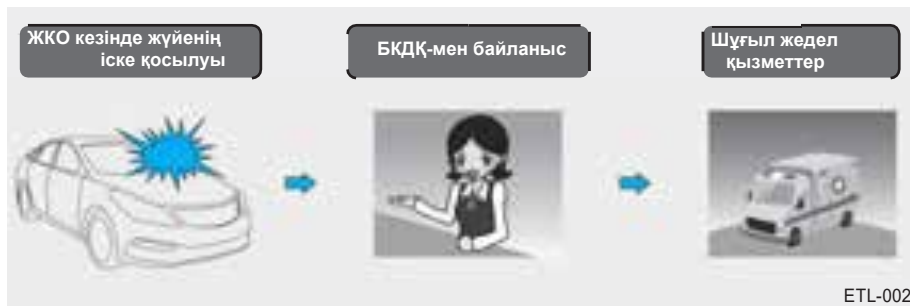 ЖКО кезінде жүйенің
іске қосылуы
БКДҚ-мен байланыс
Шұғыл жедел
қызметтер
ETL-002